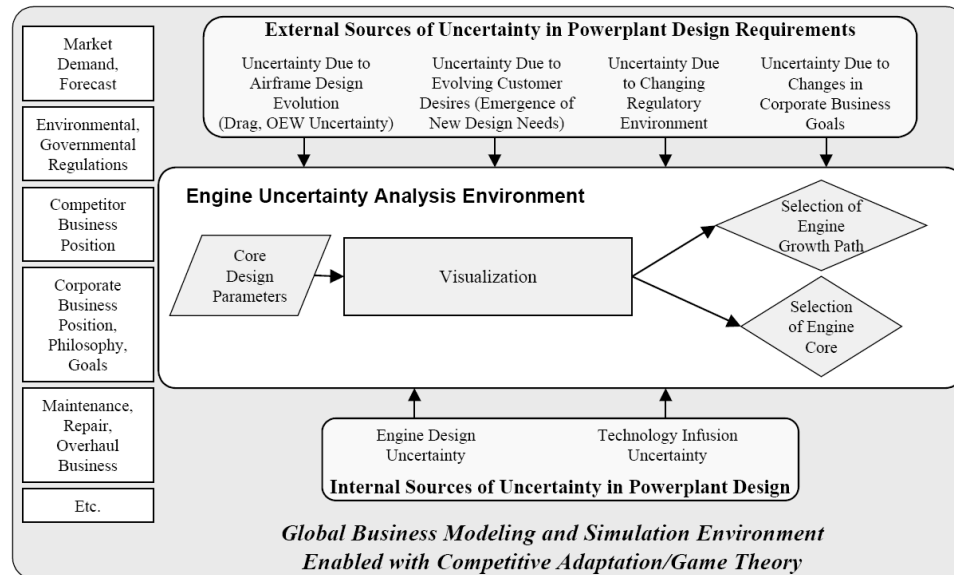 Market
Demand,
Forecast
Environmental,
Governmental
Regulations
Competitor
Business
Position
Corporate
Business
Position,
Philosophy,
Goals
Maintenance,
Repair,
Overhaul
Business
Etc.
External Sources of Uncertainty in Powerplant Design Requirements
Uncertainty Due to
Airframe Design
Evolution
(Drag, OEW Uncertainty)
Uncertainty Due to
Evolving Customer
Desires (Emergence of
New Design Needs)
Uncertainty Due
to Changing
Regulatory
Environment
Uncertainty Due to
Changes in
Corporate Business
Goals
Engine Uncertainty Analysis Environment
Core
Design
Parameters
Visualization
Selection of
Engine
Growth Path
Selection
of Engine
Core
Engine Design
Uncertainty
Technology Infusion
Uncertainty
Internal Sources of Uncertainty in Powerplant Design
Global Business Modeling and Simulation Environment
Enabled with Competitive Adaptation/Game Theory